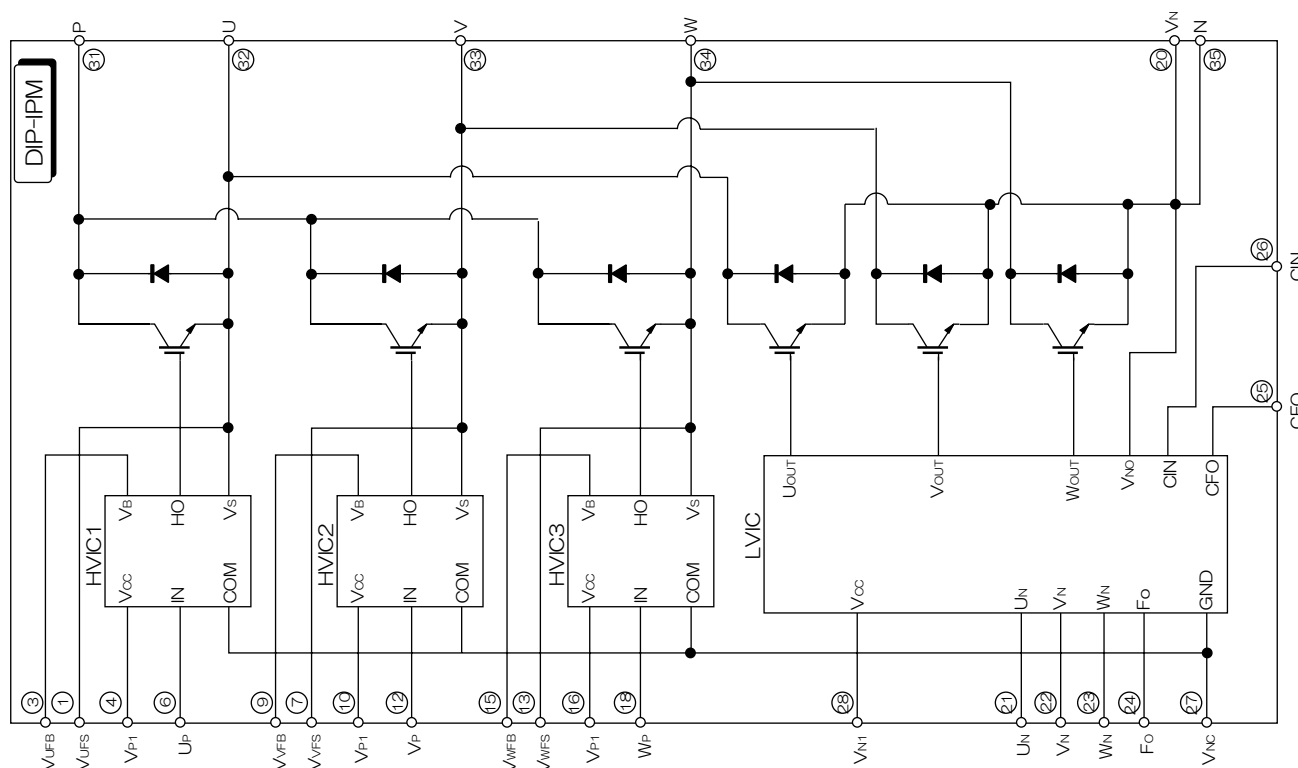 DIP-IPM
P
U
V
W
VN
N
31
32
33
34
20
35
26
CIN
25
CFO
HVIC1
VB
HO
VS
VCC
IN
COM
HVIC2
VB
HO
VS
VCC
IN
COM
HVIC3
VB
HO
VS
VCC
IN
COM
LVIC
UOUT
VOUT
WOUT
VNO
CIN
CFO
VCC
UN
VN
WN
FO
GND
3
1
4
6
9
7
10
12
15
13
16
18
28
21
22
23
24
27
VUFB
VUFS
VP1
UP
VVFB
VVFS
VP1
VP
VWFB
VWFS
VP1
WP
VN1
UN
VN
WN
FO
VNC